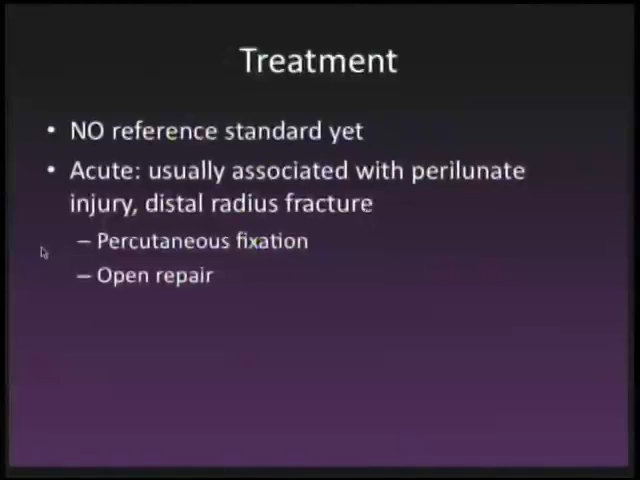 Treatment
• NO reference standard yet
• Acute: usually associated with perilunate
injury, distal radius fracture
– Percutaneous fixation
– Open repair